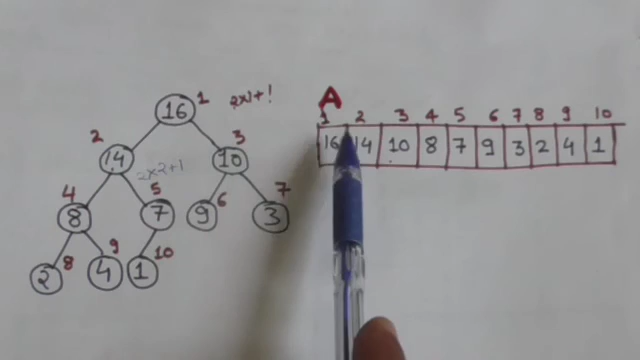 A
1 2 3 4 5 6 7 8 9 10
16 14 10 8 7 9 3 2 4 1
16 1
2x1+1
2 3
14 10
2x2+1
4 5 6 7
8 7 9 3
8 9 10
2 4 1